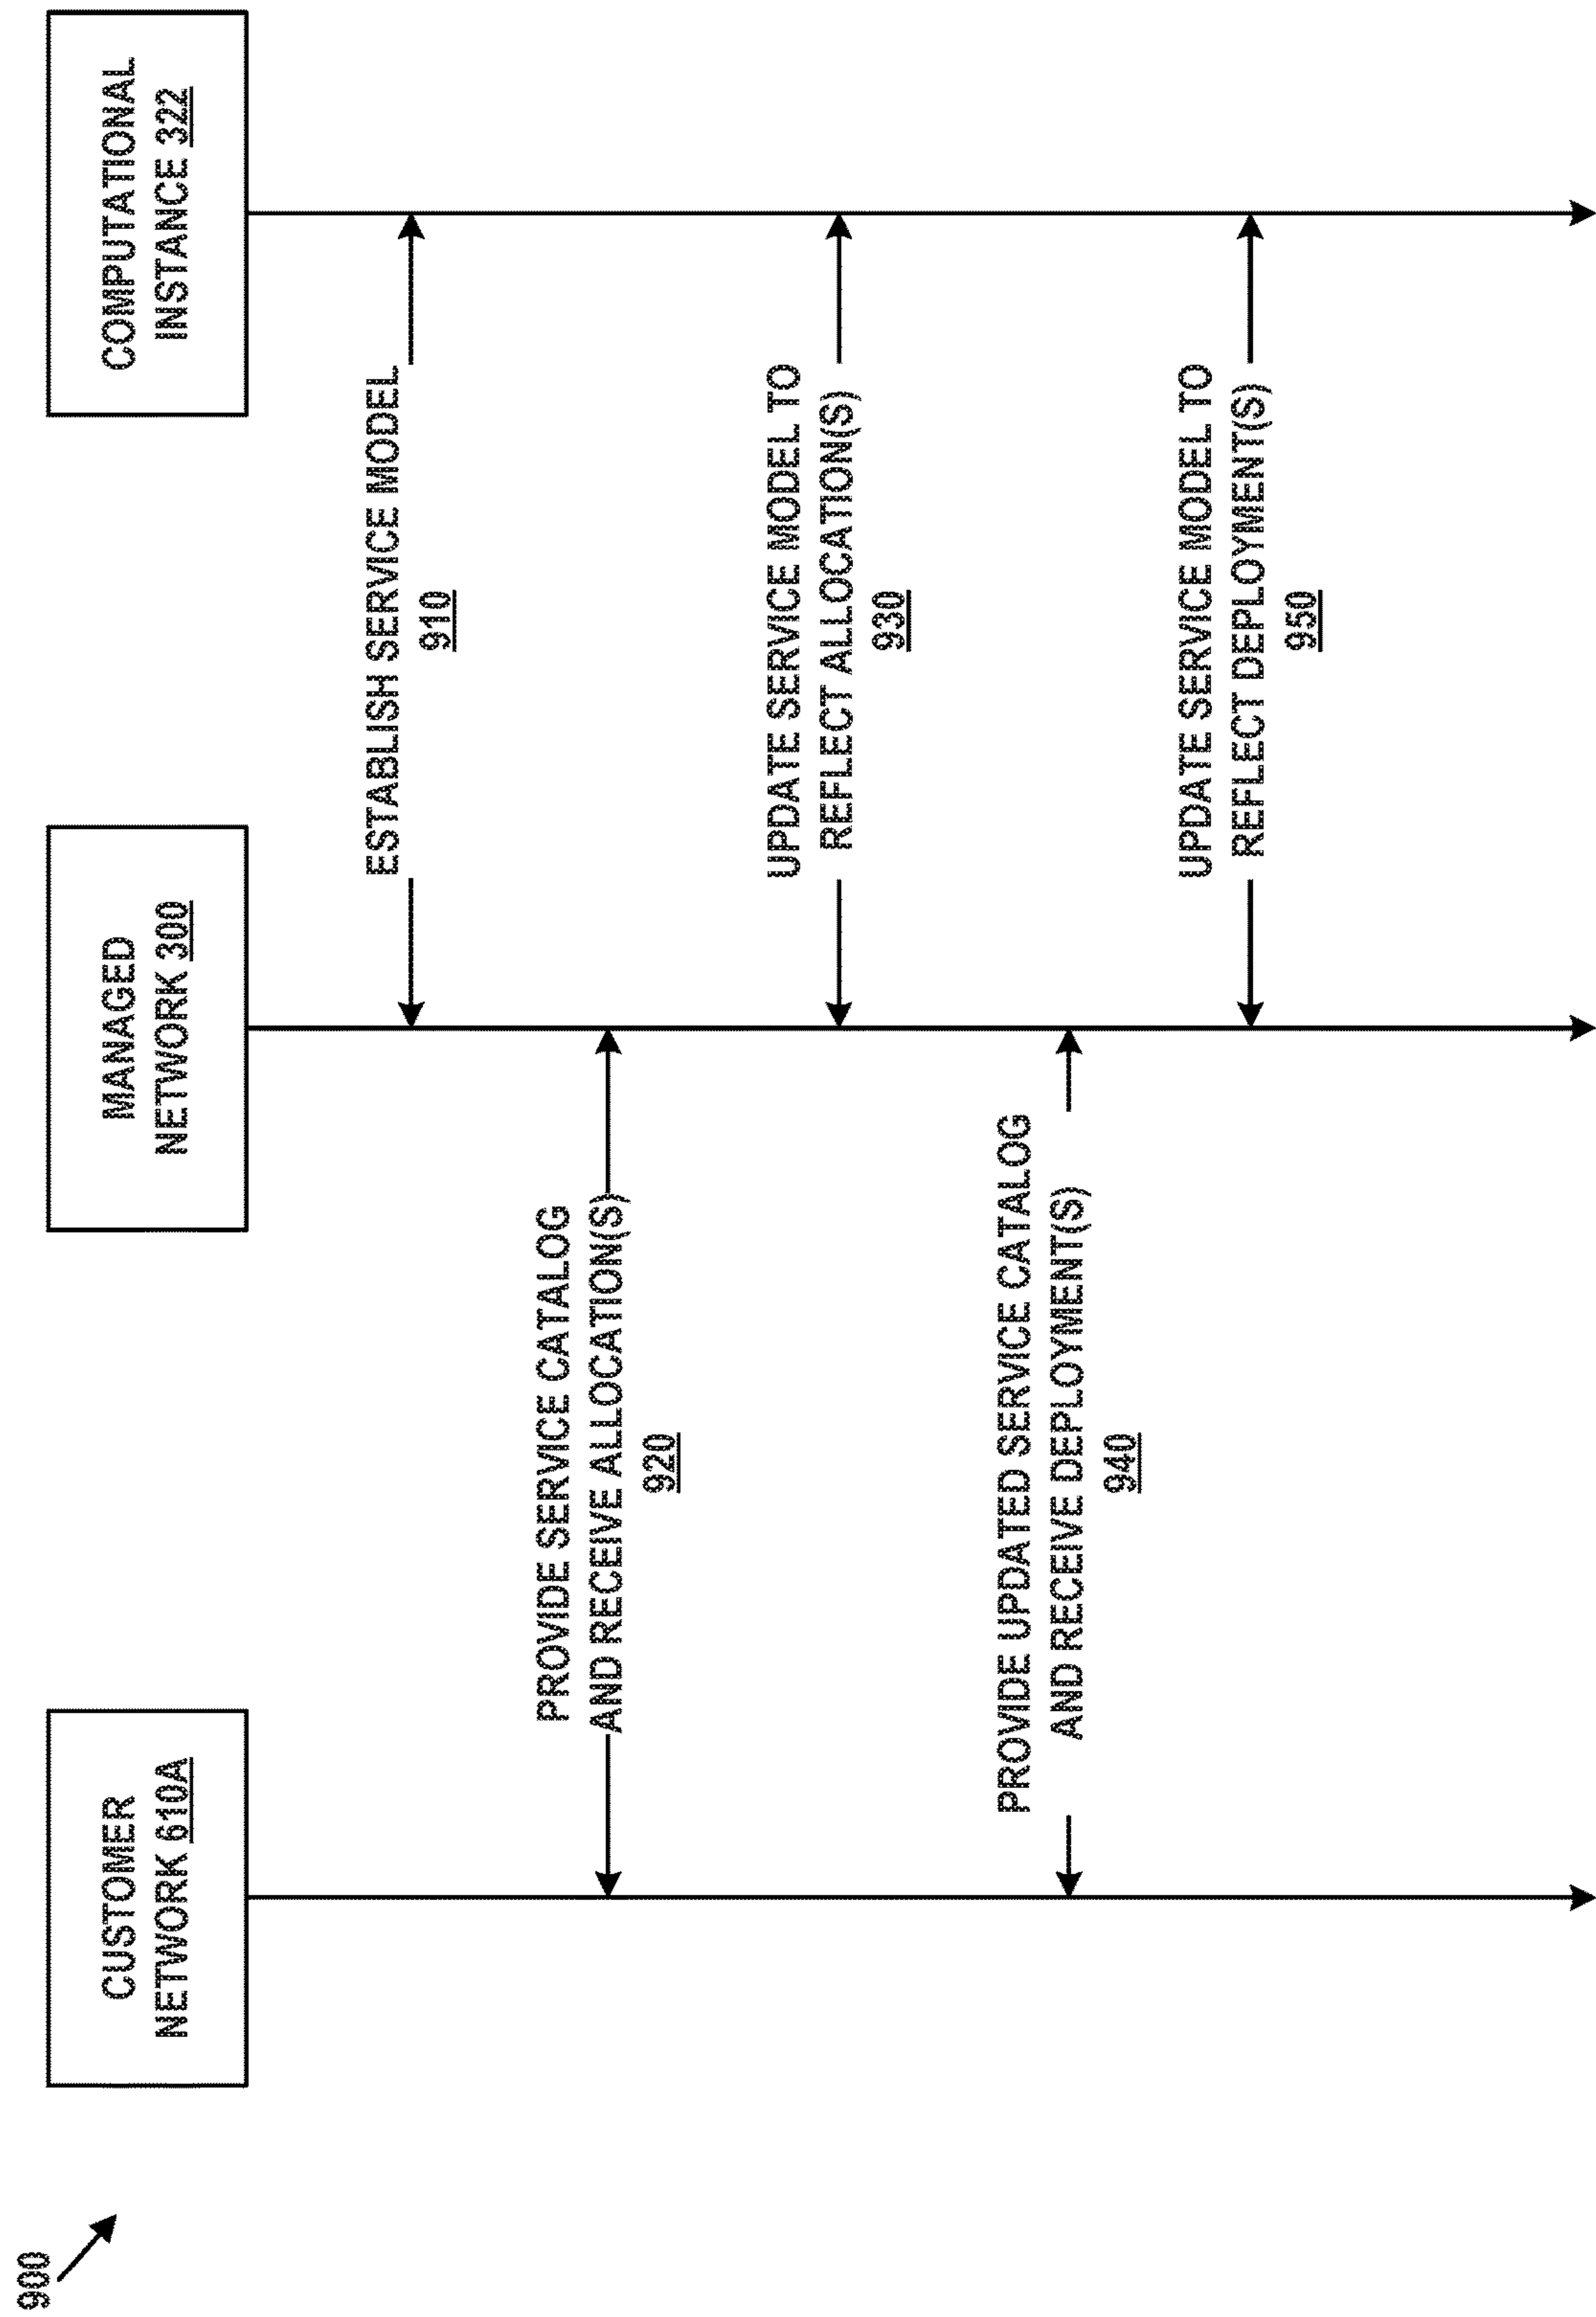 900
CUSTOMER
NETWORK 610A
MANAGED
NETWORK 300
COMPUTATIONAL
INSTANCE 322
ESTABLISH SERVICE MODEL
910
PROVIDE SERVICE CATALOG
AND RECEIVE ALLOCATION(S)
920
UPDATE SERVICE MODEL TO
REFLECT ALLOCATION(S)
930
PROVIDE UPDATED SERVICE CATALOG
AND RECEIVE DEPLOYMENT(S)
940
UPDATE SERVICE MODEL TO
REFLECT DEPLOYMENT(S)
950